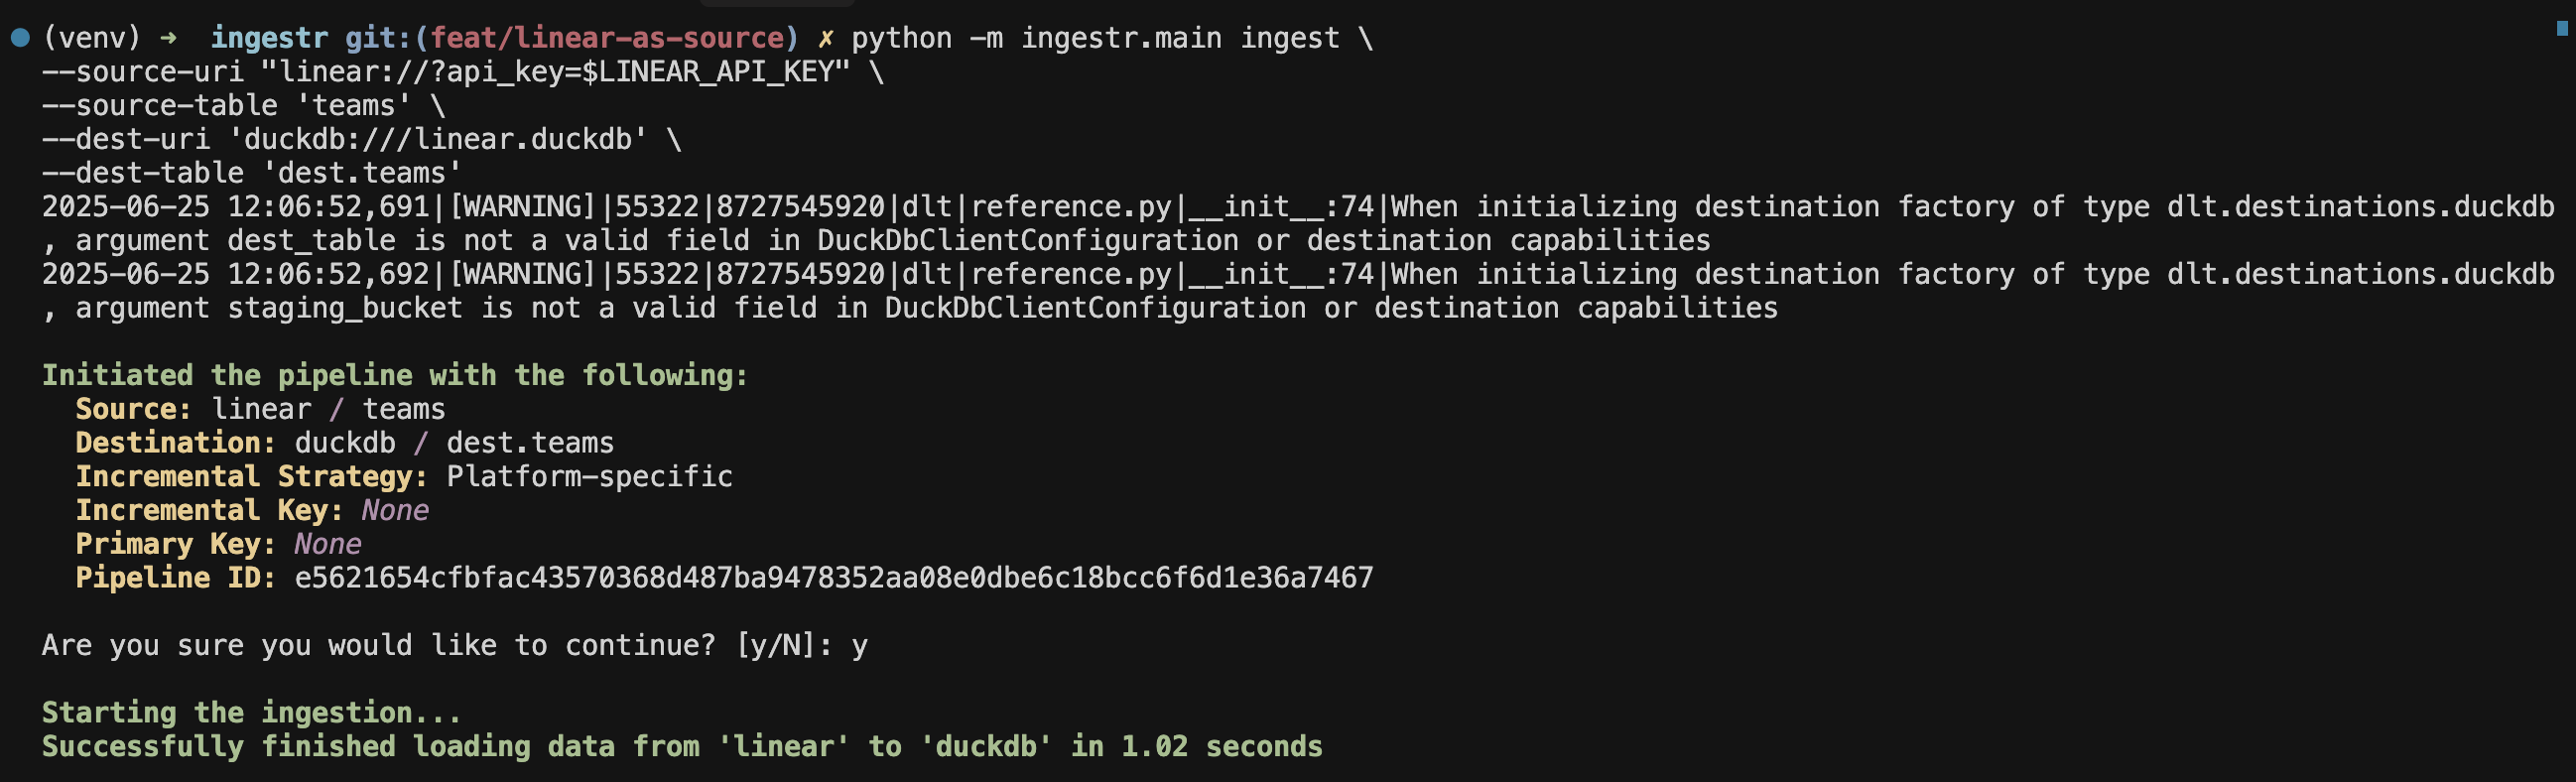 (venv) ➜  ingestr git:(feat/linear-as-source) ✗ python -m ingestr.main ingest \
--source-uri "linear://?api_key=$LINEAR_API_KEY" \
--source-table 'teams' \
--dest-uri 'duckdb:///linear.duckdb' \
--dest-table 'dest.teams'
2025-06-25 12:06:52,691|[WARNING]|55322|8727545920|dlt|reference.py|__init__:74|When initializing destination factory of type dlt.destinations.duckdb
, argument dest_table is not a valid field in DuckDbClientConfiguration or destination capabilities
2025-06-25 12:06:52,692|[WARNING]|55322|8727545920|dlt|reference.py|__init__:74|When initializing destination factory of type dlt.destinations.duckdb
, argument staging_bucket is not a valid field in DuckDbClientConfiguration or destination capabilities
Initiated the pipeline with the following:
  Source: linear / teams
  Destination: duckdb / dest.teams
  Incremental Strategy: Platform-specific
  Incremental Key: None
  Primary Key: None
  Pipeline ID: e5621654cfbfac43570368d487ba9478352aa08e0dbe6c18bcc6f6d1e36a7467
Are you sure you would like to continue? [y/N]: y
Starting the ingestion...
Successfully finished loading data from 'linear' to 'duckdb' in 1.02 seconds